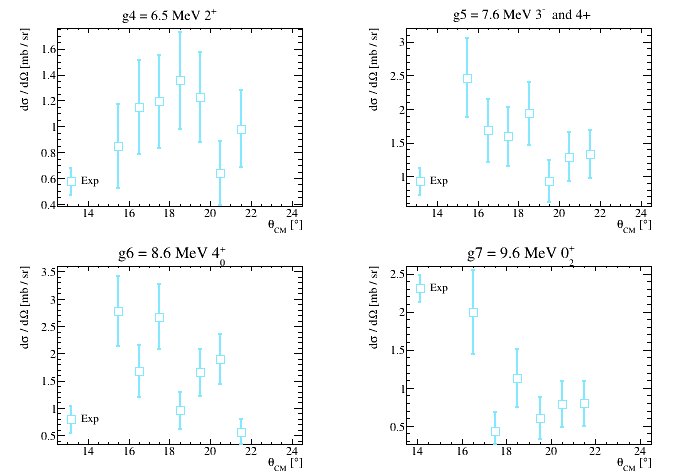 g4 = 6.5 MeV 2+
dσ / dΩ [mb / sr]
1.6
1.4
1.2
1
0.8
0.6
0.4
Exp
14 16 18 20 22 24
θCM [°]
g5 = 7.6 MeV 3- and 4+
dσ / dΩ [mb / sr]
3
2.5
2
1.5
1
Exp
14 16 18 20 22 24
θCM [°]
g6 = 8.6 MeV 4+0
dσ / dΩ [mb / sr]
3.5
3
2.5
2
1.5
1
0.5
Exp
14 16 18 20 22 24
θCM [°]
g7 = 9.6 MeV 0+2
dσ / dΩ [mb / sr]
2.5
2
1.5
1
0.5
Exp
14 16 18 20 22 24
θCM [°]